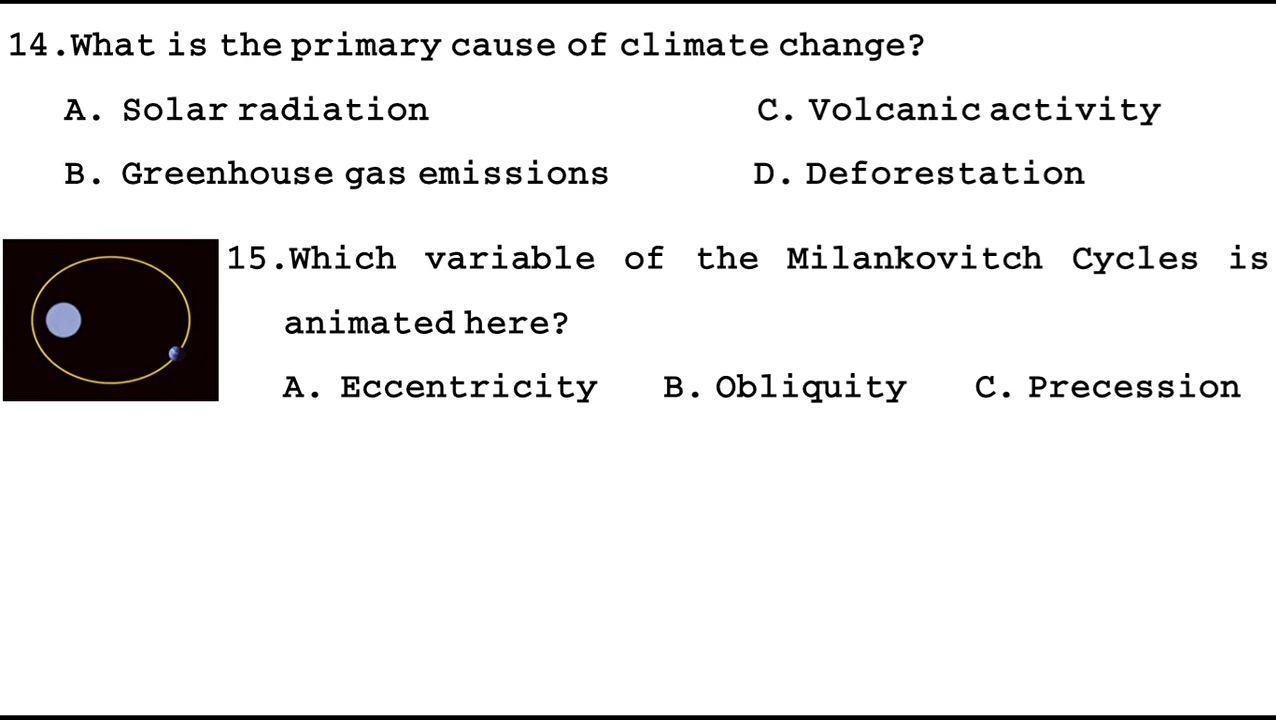 14.What is the primary cause of climate change?
A. Solar radiation C. Volcanic activity
B. Greenhouse gas emissions D. Deforestation
15.Which variable of the Milankovitch Cycles is
animated here?
A. Eccentricity B. Obliquity C. Precession